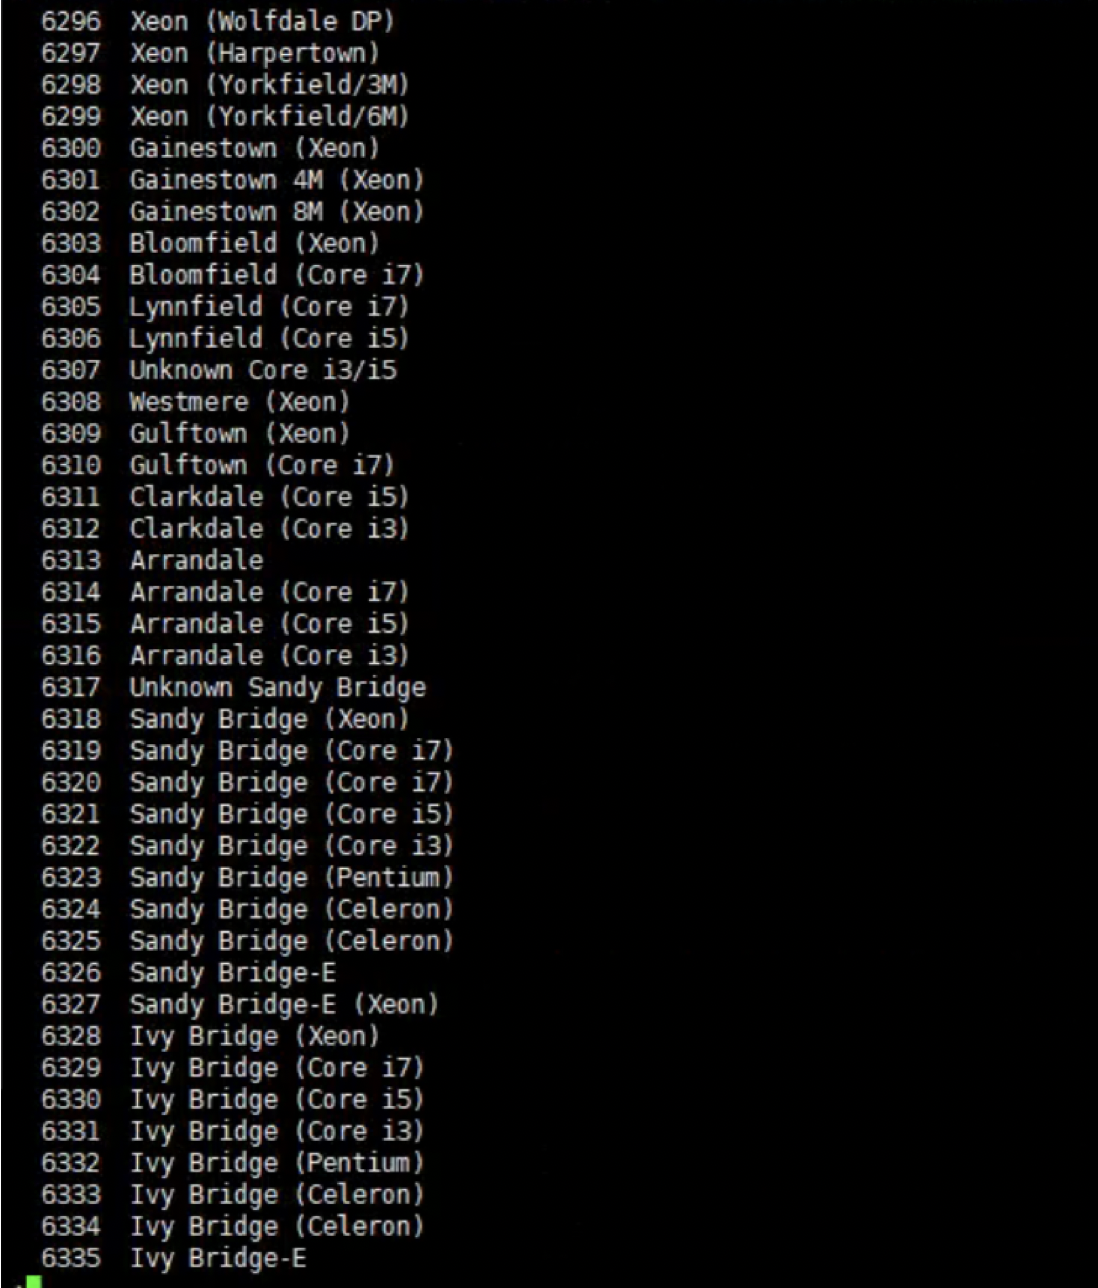 6296 Xeon (Wolfdale DP)
6297 Xeon (Harpertown)
6298 Xeon (Yorkfield/3M)
6299 Xeon (Yorkfield/6M)
6300 Gainestown (Xeon)
6301 Gainestown 4M (Xeon)
6302 Gainestown 8M (Xeon)
6303 Bloomfield (Xeon)
6304 Bloomfield (Core i7)
6305 Lynnfield (Core i7)
6306 Lynnfield (Core i5)
6307 Unknown Core i3/i5
6308 Westmere (Xeon)
6309 Gulftown (Xeon)
6310 Gulftown (Core i7)
6311 Clarkdale (Core i5)
6312 Clarkdale (Core i3)
6313 Arrandale
6314 Arrandale (Core i7)
6315 Arrandale (Core i5)
6316 Arrandale (Core i3)
6317 Unknown Sandy Bridge
6318 Sandy Bridge (Xeon)
6319 Sandy Bridge (Core i7)
6320 Sandy Bridge (Core i7)
6321 Sandy Bridge (Core i5)
6322 Sandy Bridge (Core i3)
6323 Sandy Bridge (Pentium)
6324 Sandy Bridge (Celeron)
6325 Sandy Bridge (Celeron)
6326 Sandy Bridge-E
6327 Sandy Bridge-E (Xeon)
6328 Ivy Bridge (Xeon)
6329 Ivy Bridge (Core i7)
6330 Ivy Bridge (Core i5)
6331 Ivy Bridge (Core i3)
6332 Ivy Bridge (Pentium)
6333 Ivy Bridge (Celeron)
6334 Ivy Bridge (Celeron)
6335 Ivy Bridge-E